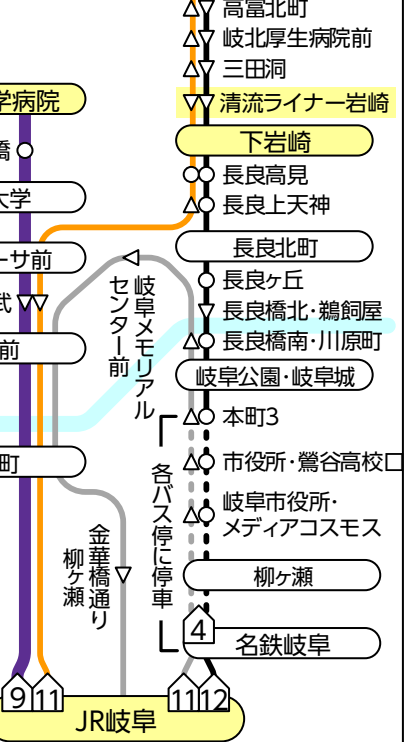 高富北町
岐北厚生病院前
三田洞
清流ライナー岩崎
下岩崎
長良高見
長良上天神
長良北町
長良ヶ丘
長良橋北・鵜飼屋
長良橋南・川原町
岐阜公園・岐阜城
本町3
市役所・鶯谷高校口
岐阜市役所・
メディアコスモス
柳ヶ瀬
名鉄岐阜
4
各バス停に停車
岐阜メモリアル
センター前
金華橋通り
柳ヶ瀬
学病院
橋
大学
ーサ前
武
前
町
9
11
11
12
JR岐阜